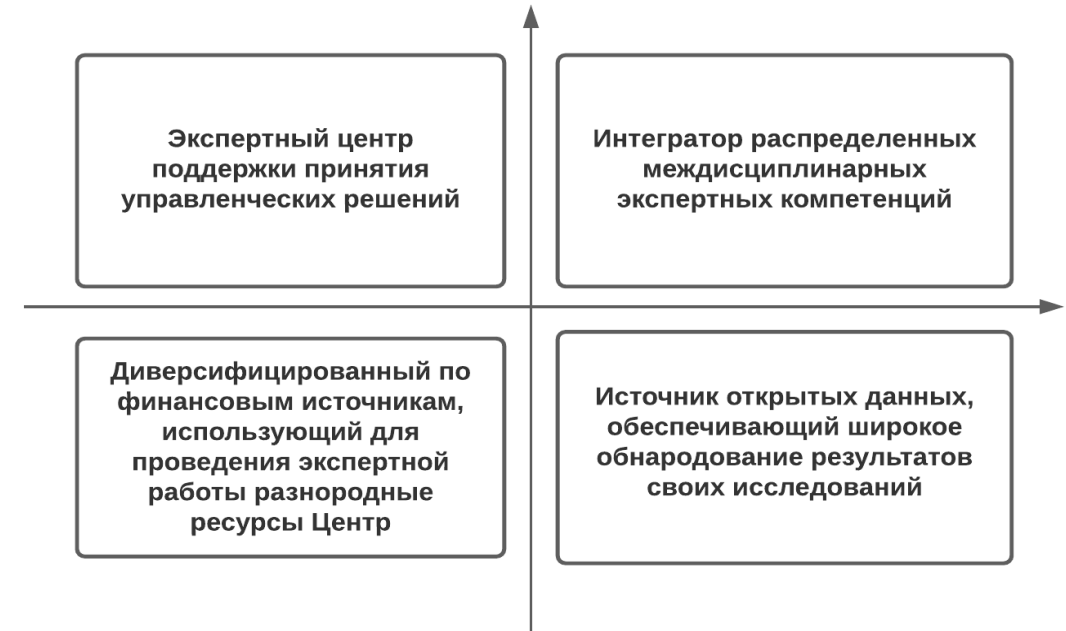 Экспертный центр
поддержки принятия
управленческих решений
Интегратор распределенных
междисциплинарных
экспертных компетенций
Диверсифицированный по
финансовым источникам,
использующий для
проведения экспертной
работы разнородные
ресурсы Центр
Источник открытых данных,
обеспечивающий широкое
обнародование результатов
своих исследований